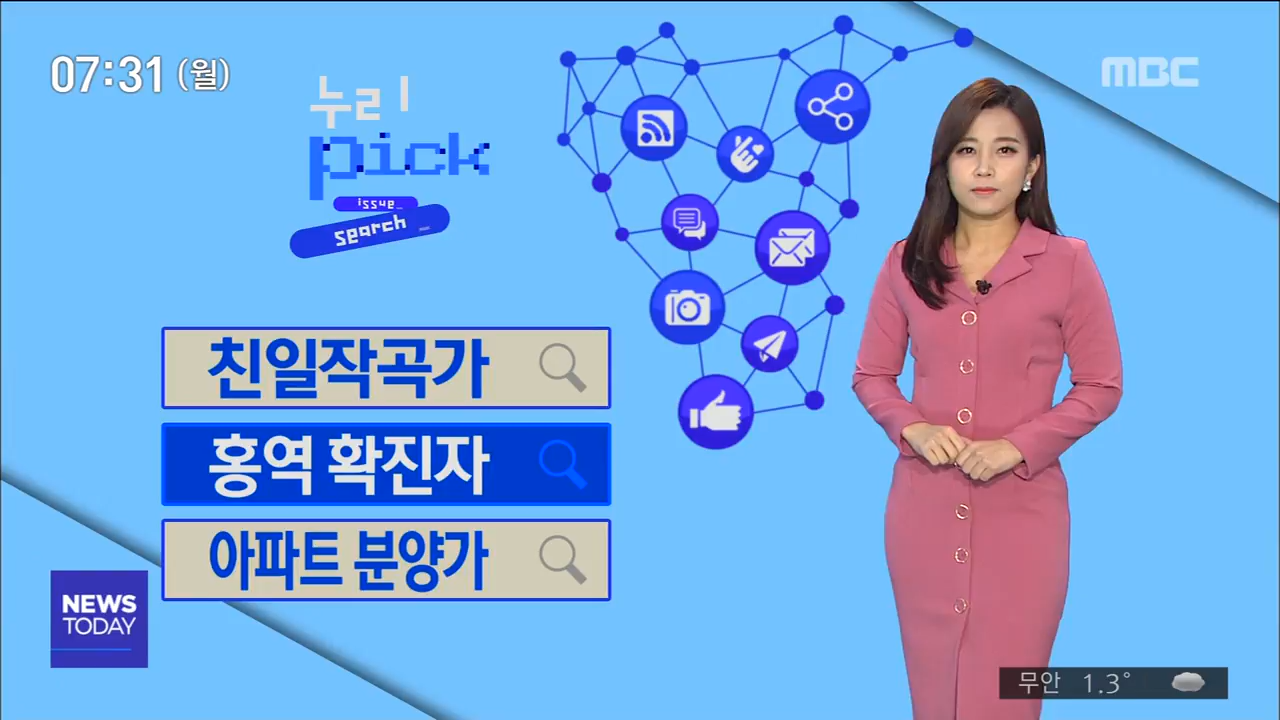 07:31 (월)
MBC
누리
pick
issue_
search _
친일작곡가
홍역 확진자
아파트 분양가
NEWS
TODAY
무안 1.3°